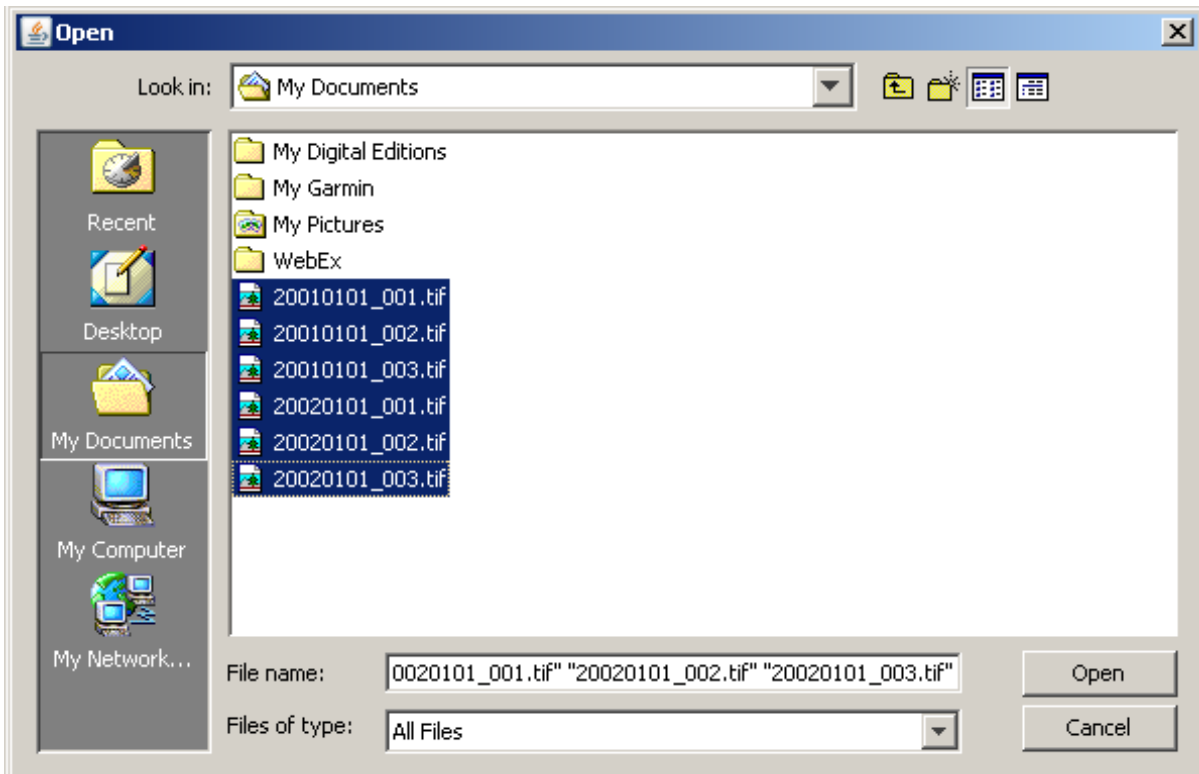 Open
Look in: My Documents
Recent
Desktop
My Documents
My Computer
My Network...
My Digital Editions
My Garmin
My Pictures
WebEx
20010101_001.tif
20010101_002.tif
20010101_003.tif
20020101_001.tif
20020101_002.tif
20020101_003.tif
File name: 0020101_001.tif" "20020101_002.tif" "20020101_003.tif" Open
Files of type: All Files Cancel